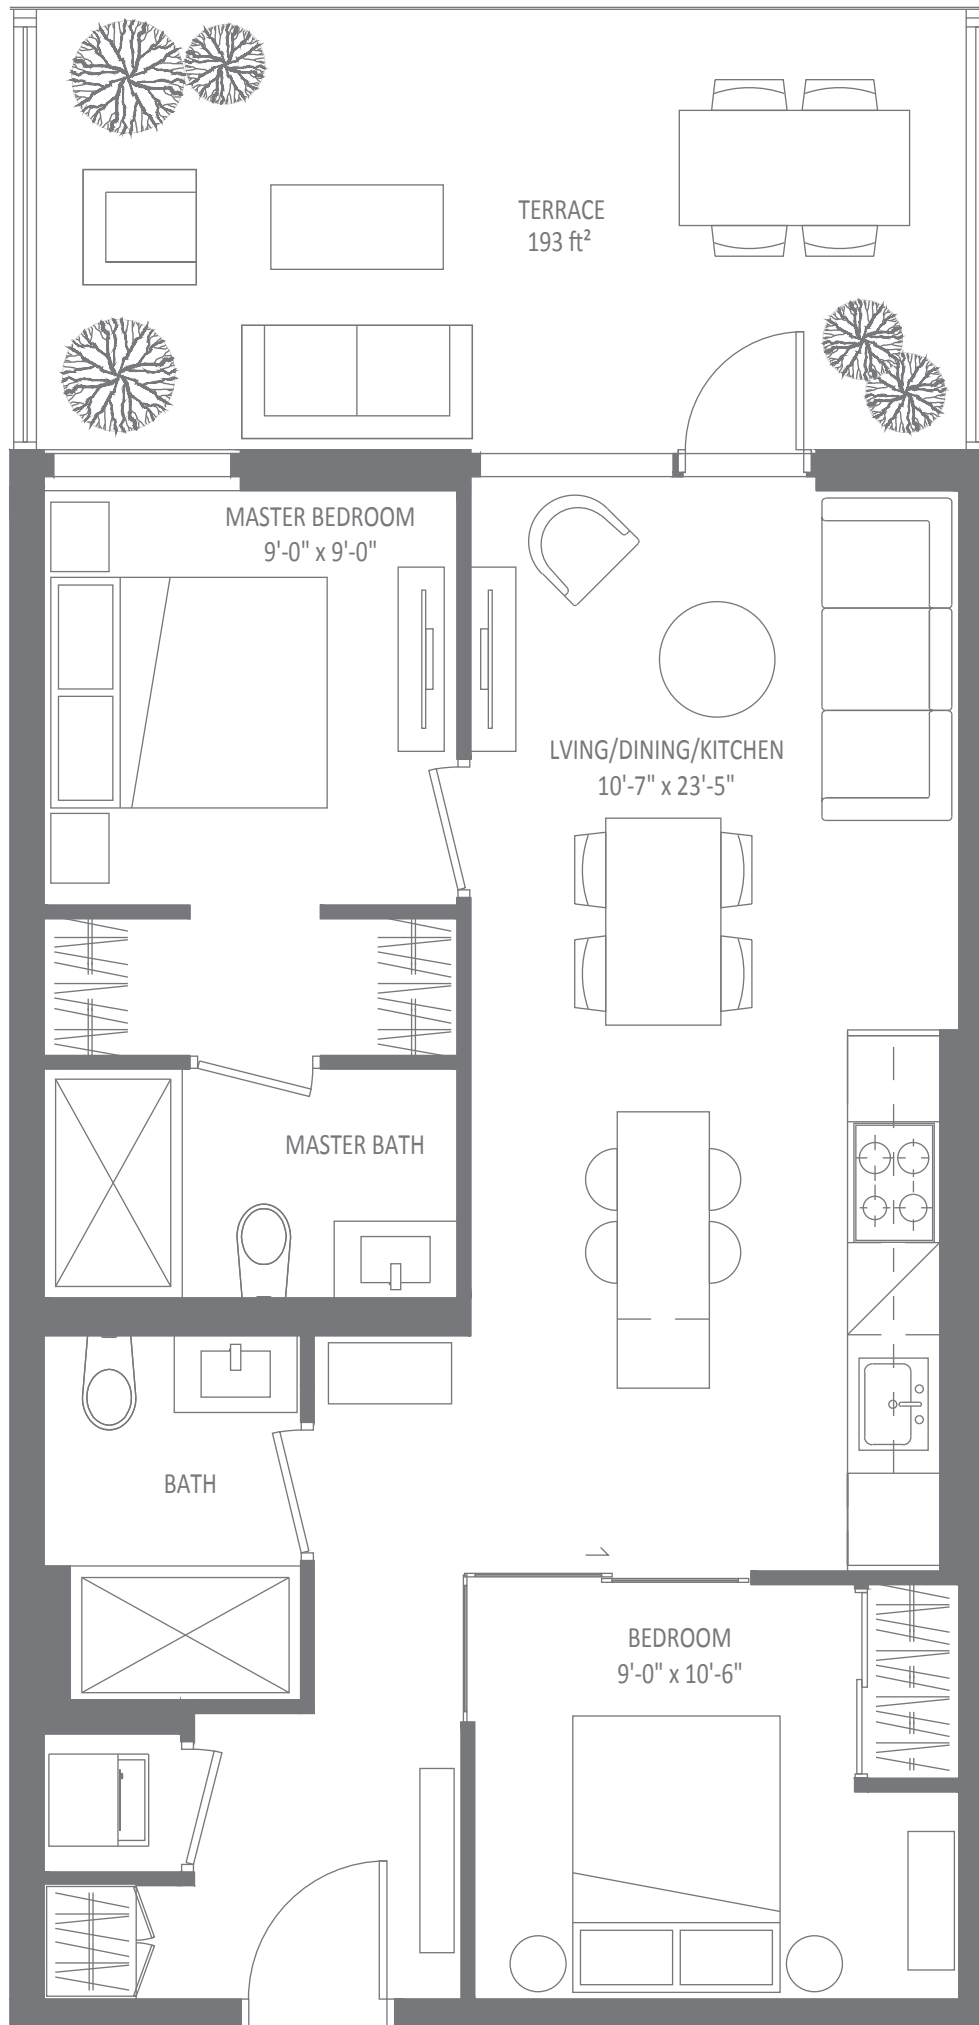 TERRACE
193 ft²
MASTER BEDROOM
9'-0" x 9'-0"
LVING/DINING/KITCHEN
10'-7" x 23'-5"
MASTER BATH
BATH
BEDROOM
9'-0" x 10'-6"